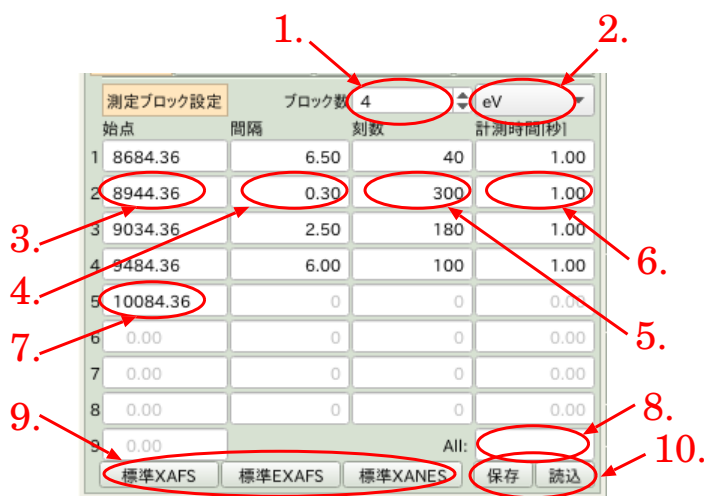 1.
2.
測定ブロック設定 ブロック数 4 eV
始点 間隔 刻数 計測時間[秒]
1 8684.36 6.50 40 1.00
2 8944.36 0.30 300 1.00
3.
3 9034.36 2.50 180 1.00
6.
4 9484.36 6.00 100 1.00
4.
5 10084.36 0 0 0.00
5.
7.
6 0.00 0 0 0.00
7 0.00 0 0 0.00
8 0.00 0 0 0.00
8.
9.
9 0.00 All:
10.
標準XAFS 標準EXAFS 標準XANES 保存 読込